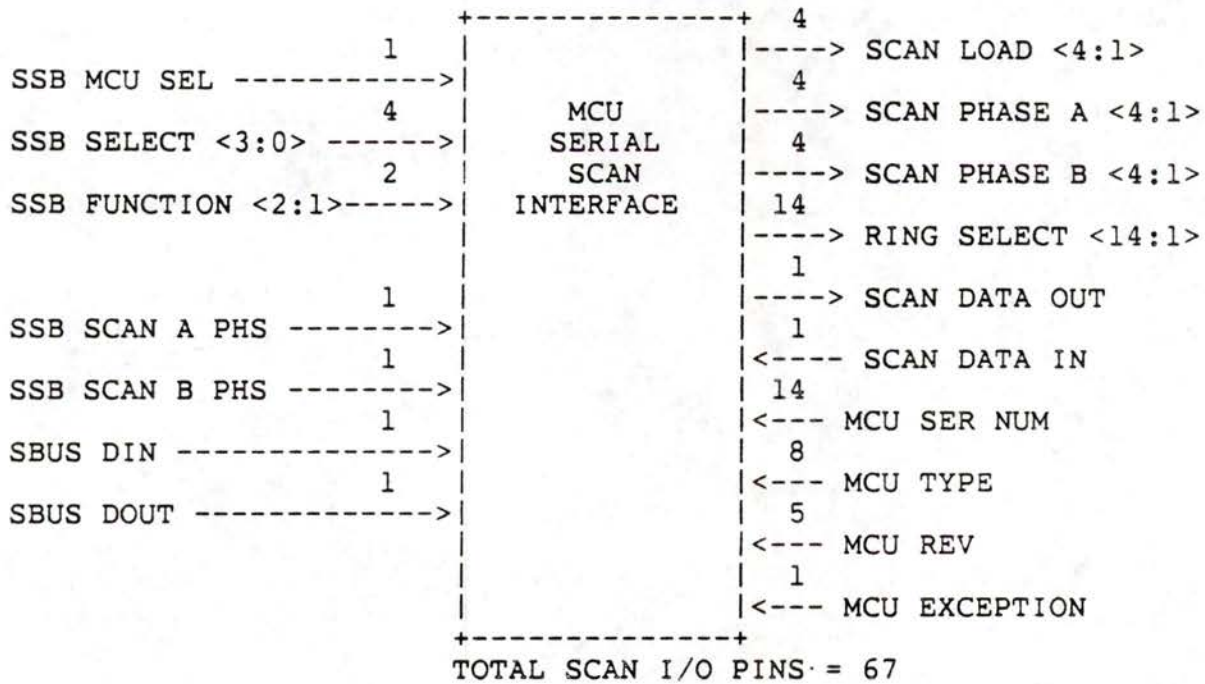 +---------------+ 4
1 | |----> SCAN LOAD <4:1>
SSB MCU SEL ----------->| | 4
4 | MCU |----> SCAN PHASE A <4:1>
SSB SELECT <3:0> ------>| SERIAL | 4
2 | SCAN |----> SCAN PHASE B <4:1>
SSB FUNCTION <2:1>----->| INTERFACE | 14
| |----> RING SELECT <14:1>
| | 1
1 | |----> SCAN DATA OUT
SSB SCAN A PHS -------->| | 1
1 | |<---- SCAN DATA IN
SSB SCAN B PHS -------->| | 14
1 | |<--- MCU SER NUM
SBUS DIN -------------->| | 8
1 | |<--- MCU TYPE
SBUS DOUT ------------->| | 5
| |<--- MCU REV
| | 1
| |<--- MCU EXCEPTION
+---------------+
TOTAL SCAN I/O PINS = 67